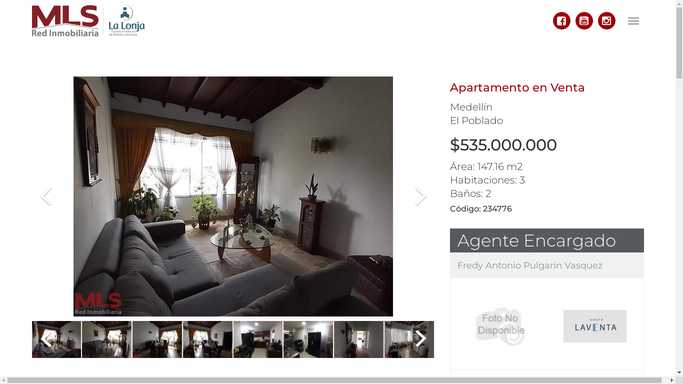 MLS
Red Inmobiliaria
La Lonja
Apartamento en Venta
Medellín
El Poblado
$535.000.000
Área: 147.16 m2
Habitaciones: 3
Baños: 2
Código: 234776
MLS
Red Inmobiliaria
Agente Encargado
Fredy Antonio Pulgarin Vasquez
Foto No
Disponible
LAVENTA